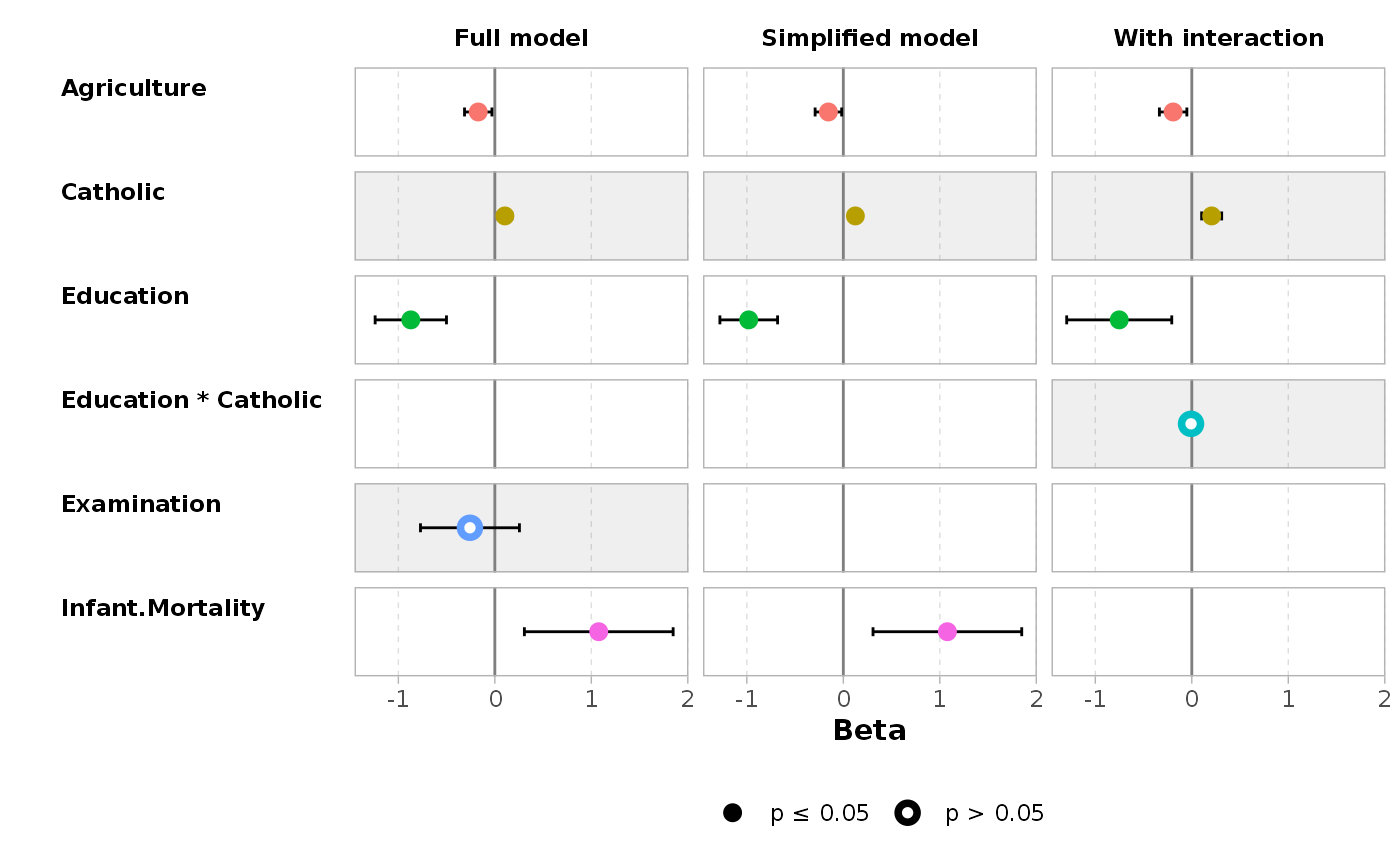 Full model Simplified model With interaction
Agriculture
Catholic
Education
Education * Catholic
Examination
Infant.Mortality
-1 0 1 2 -1 0 1 2 -1 0 1 2
Beta
p ≤ 0.05 p > 0.05